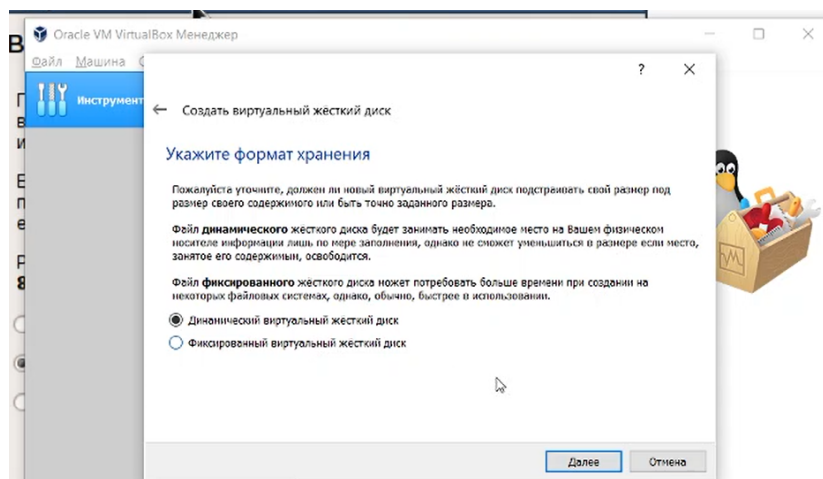 В
Oracle VM VirtualBox Менеджер
Файл Машина
Инструмент
?
Создать виртуальный жёсткий диск
Укажите формат хранения
Пожалуйста уточните, должен ли новый виртуальный жёсткий диск подстраивать свой размер под
размер своего содержимого или быть точно заданного размера.
Файл динамического жёсткого диска будет занимать необходимое место на Вашем физическом
носителе информации лишь по мере заполнения, однако не сможет уменьшиться в размере если место,
занятое его содержимым, освободится.
Файл фиксированного жёсткого диска может потребовать больше времени при создании на
некоторых файловых системах, однако, обычно, быстрее в использовании.
Динамический виртуальный жёсткий диск
Фиксированный виртуальный жёсткий диск
Далее Отмена